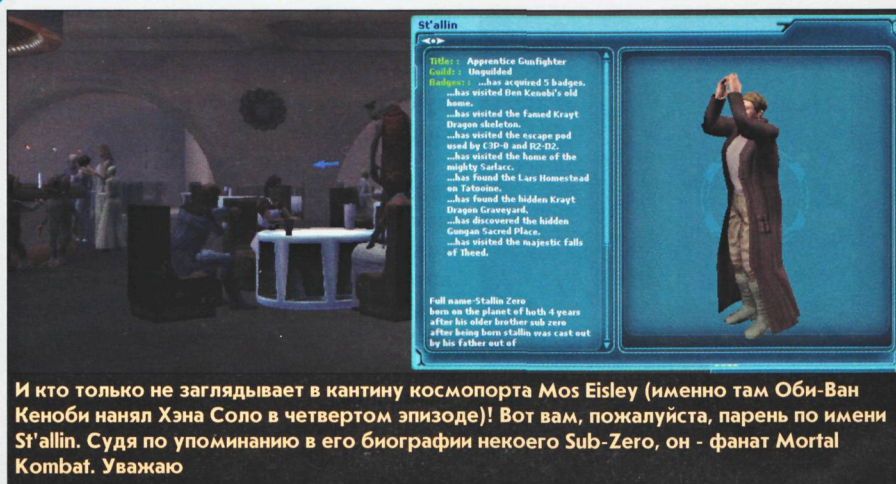 St'allin
Title: : Apprentice Gunfighter
Guild: : Unguilded
Badges: : ...has acquired 5 badges.
...has visited Ben Kenobi's old
home.
...has visited the famed Krayt
Dragon skeleton.
...has visited the escape pod
used by C3P-0 and R2-D2.
...has visited the home of the
mighty Sarlacc.
...has found the Lars Homestead
on Tatooine.
...has found the hidden Krayt
Dragon Graveyard.
...has discovered the hidden
Gungan Sacred Place.
...has visited the majestic falls
of Theed.
Full name-Stallin Zero
born on the planet of hoth 4 years
after his older brother sub zero
after being born stallin was cast out
by his father out of
И кто только не заглядывает в кантину космопорта Mos Eisley (именно там Оби-Ван
Кеноби нанял Хэна Соло в четвертом эпизоде)! Вот вам, пожалуйста, парень по имени
St'allin. Судя по упоминанию в его биографии некоего Sub-Zero, он - фанат Mortal
Kombat. Уважаю